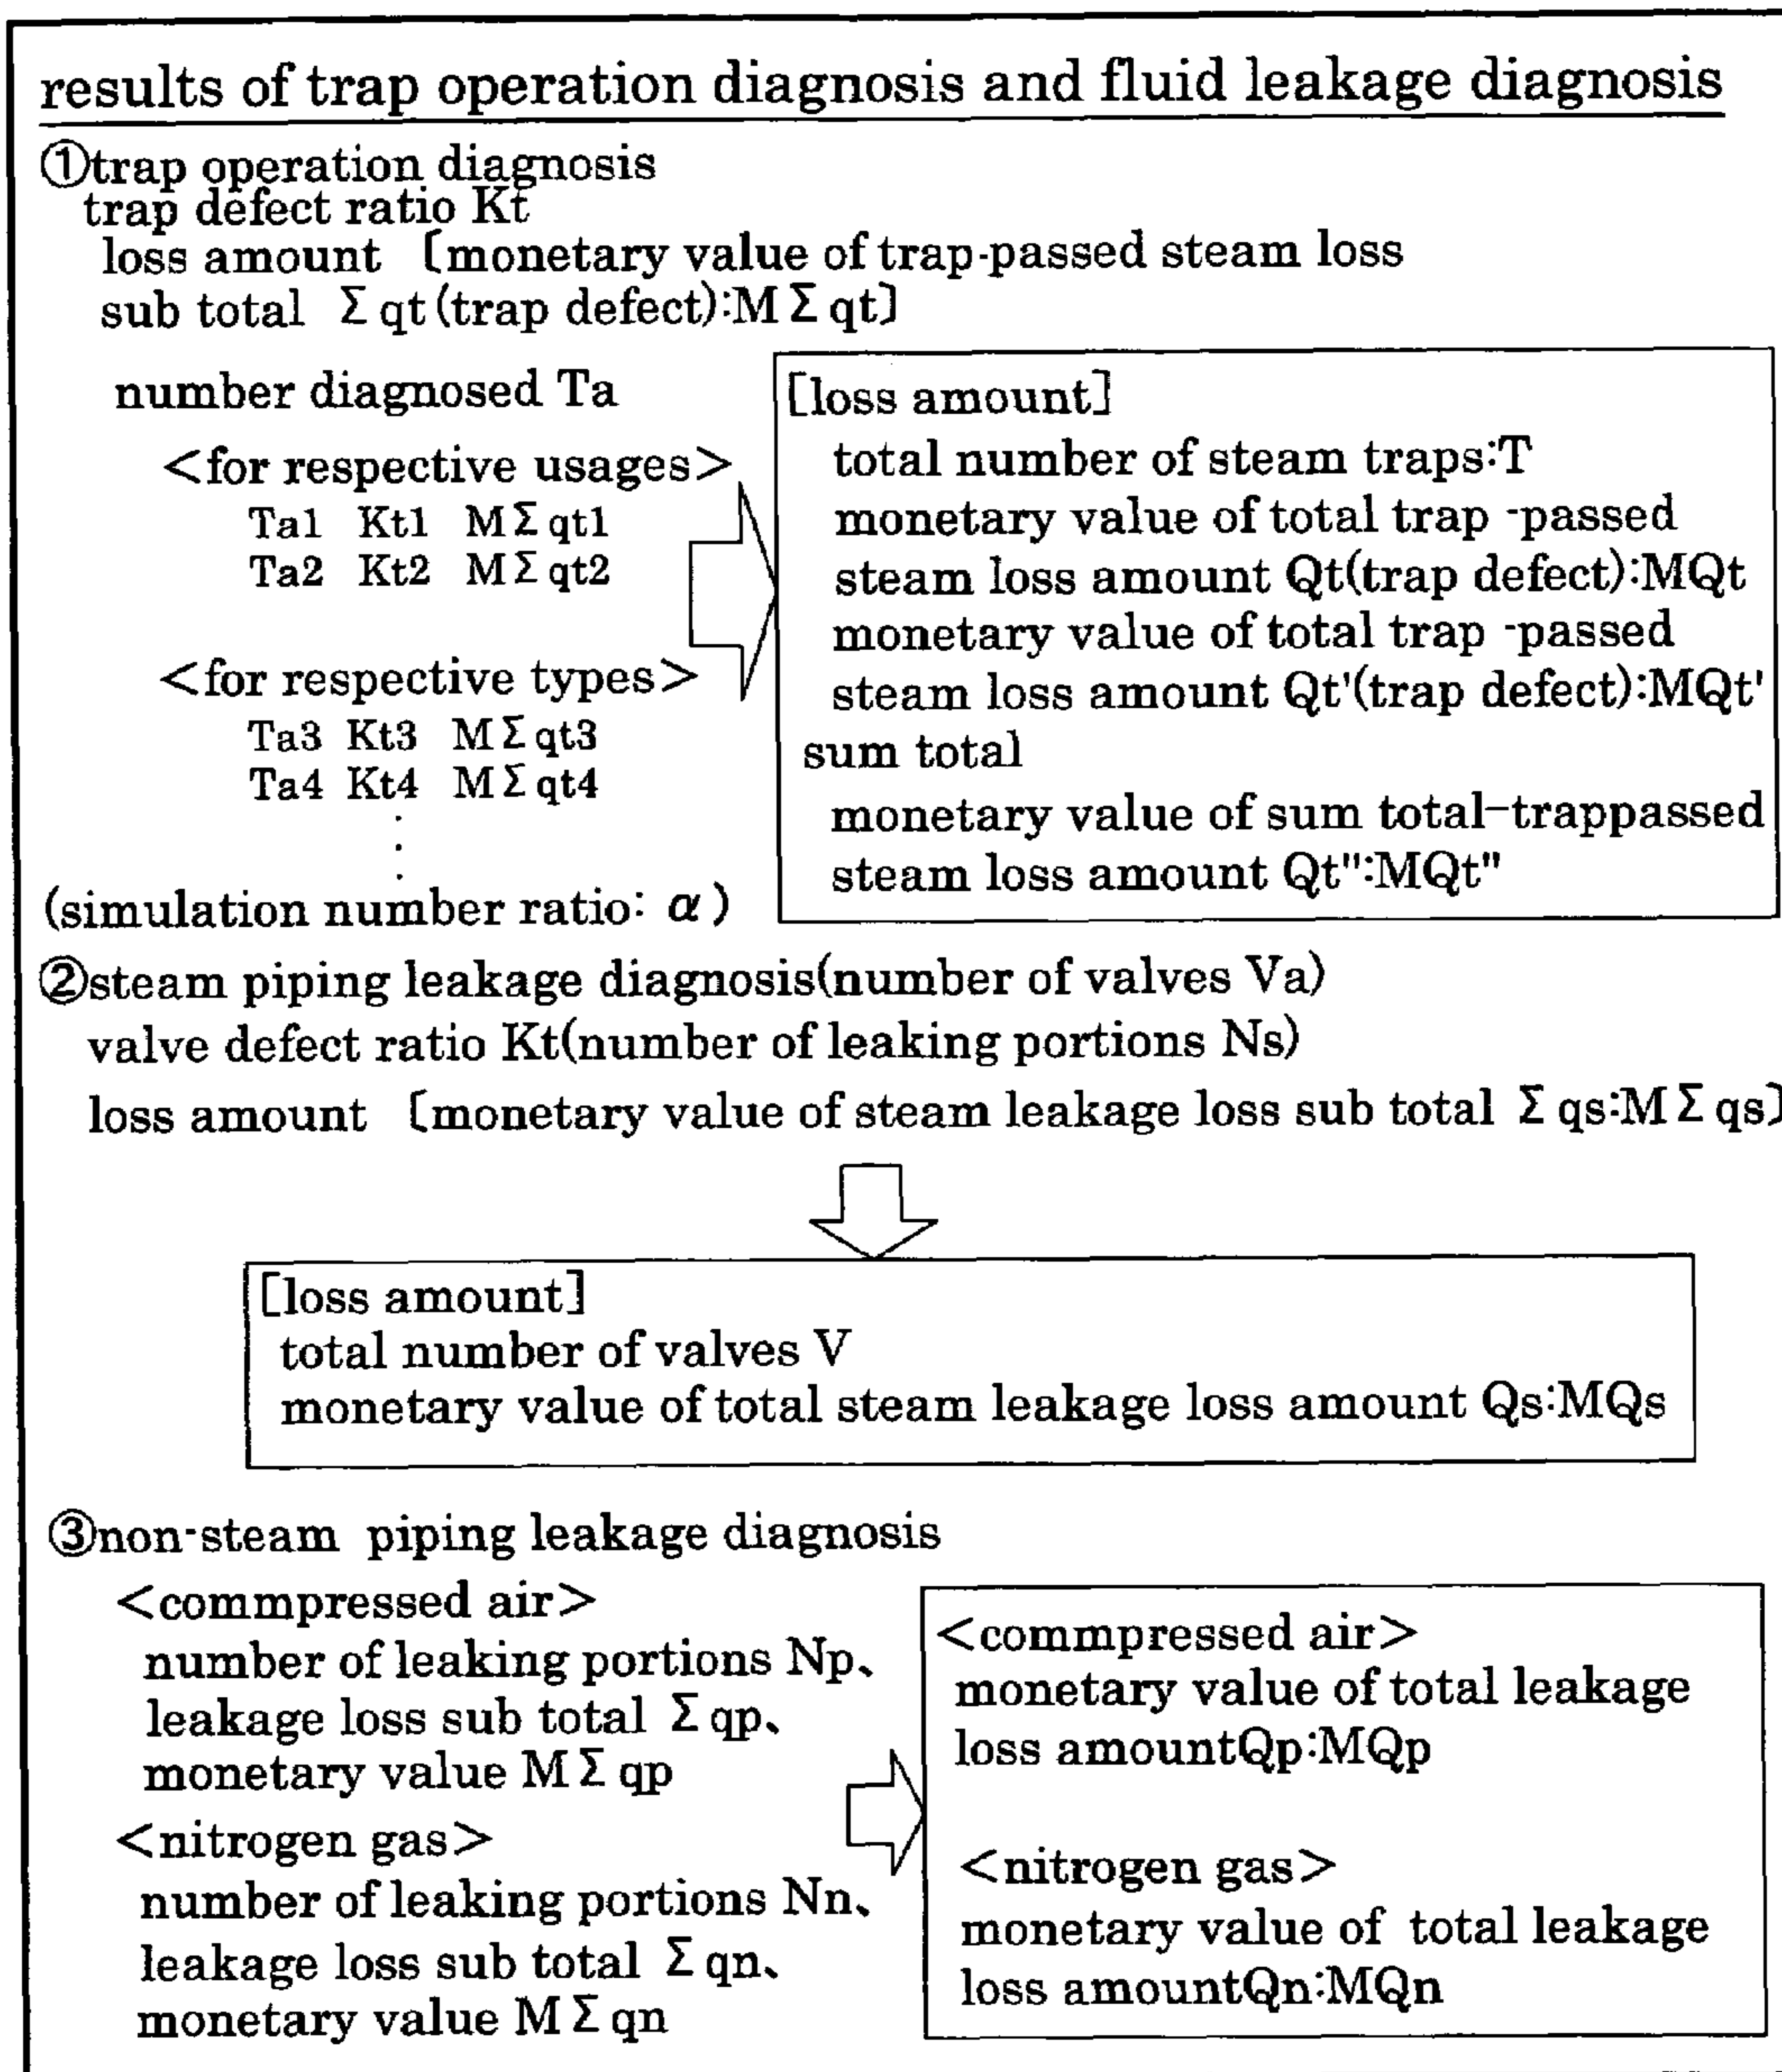 results of trap operation diagnosis and fluid leakage diagnosis
①trap operation diagnosis
trap defect ratio Kt
loss amount 〔monetary value of trap-passed steam loss
sub total Σqt(trap defect):MΣqt〕
number diagnosed Ta
<for respective usages>
Ta1 Kt1 MΣqt1
Ta2 Kt2 MΣqt2
<for respective types>
Ta3 Kt3 MΣqt3
Ta4 Kt4 MΣqt4
(simulation number ratio: α)
[loss amount]
total number of steam traps:T
monetary value of total trap -passed
steam loss amount Qt(trap defect):MQt
monetary value of total trap -passed
steam loss amount Qt'(trap defect):MQt'
sum total
monetary value of sum total-trappassed
steam loss amount Qt":MQt"
②steam piping leakage diagnosis(number of valves Va)
valve defect ratio Kt(number of leaking portions Ns)
loss amount 〔monetary value of steam leakage loss sub total Σqs:MΣqs〕
[loss amount]
total number of valves V
monetary value of total steam leakage loss amount Qs:MQs
③non-steam piping leakage diagnosis
<commpressed air>
number of leaking portions Np、
leakage loss sub total Σqp、
monetary value MΣqp
<nitrogen gas>
number of leaking portions Nn、
leakage loss sub total Σqn、
monetary value MΣqn
<commpressed air>
monetary value of total leakage
loss amountQp:MQp
<nitrogen gas>
monetary value of total leakage
loss amountQn:MQn